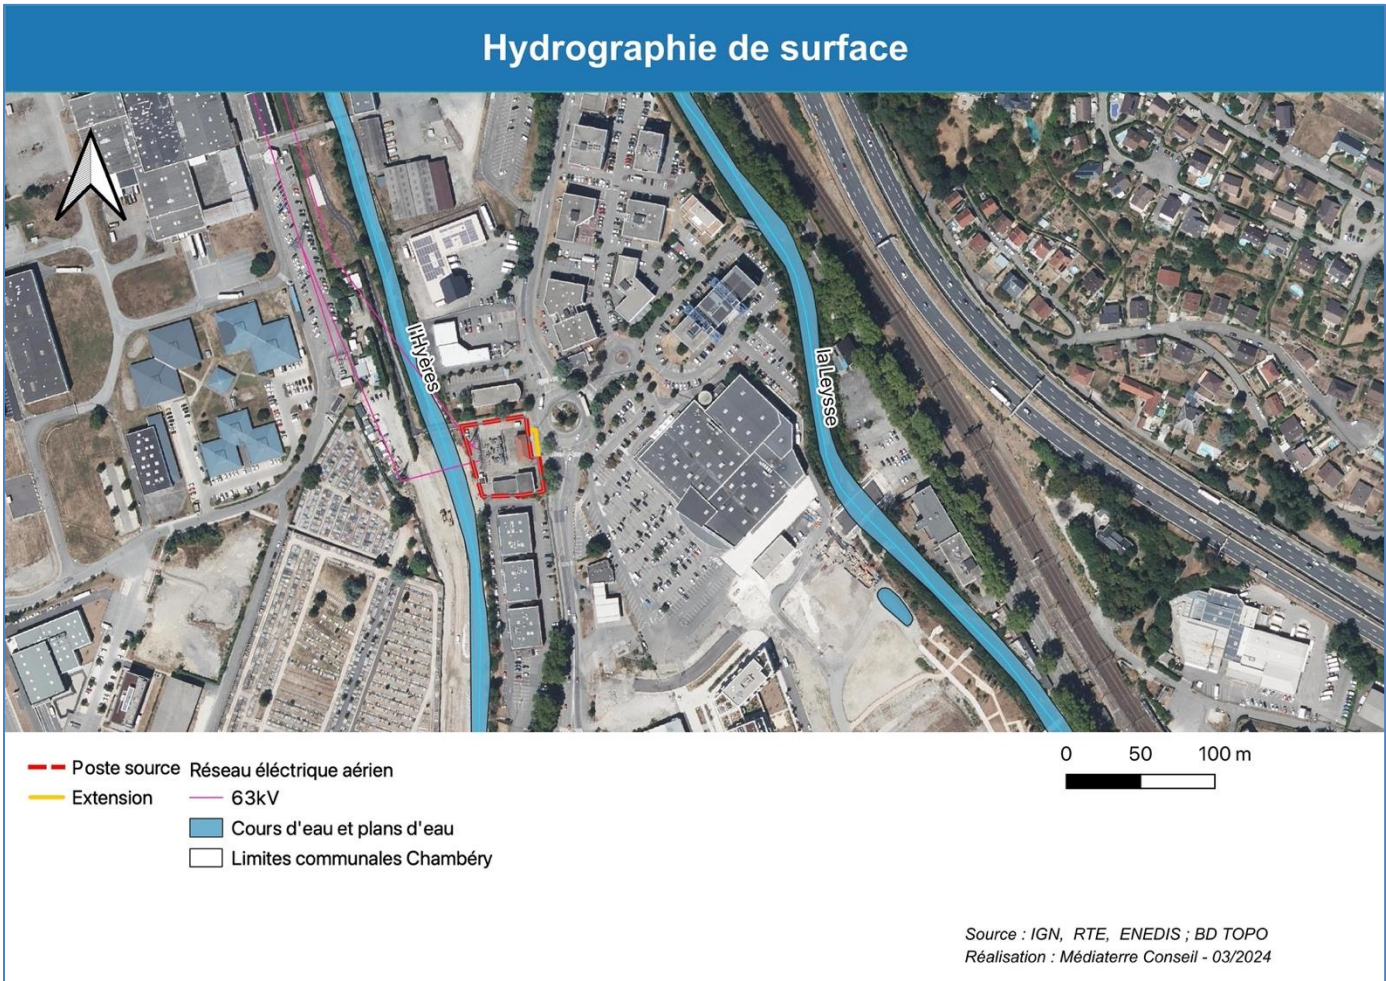 Hydrographie de surface
l'Hyères
la Leysse
Poste source
Extension
Réseau éléctrique aérien
63kV
Cours d'eau et plans d'eau
Limites communales Chambéry
0 50 100 m
Source : IGN, RTE, ENEDIS ; BD TOPO
Réalisation : Médiaterre Conseil - 03/2024